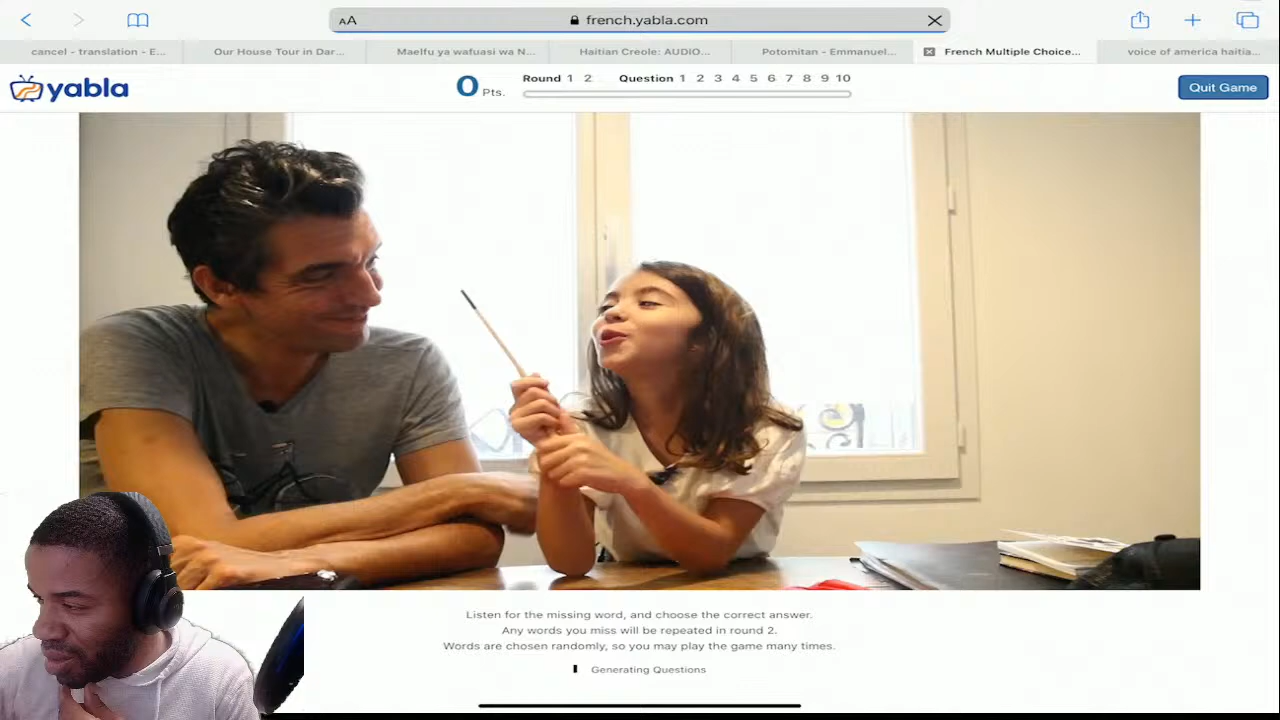 AA french.yabla.com
cancel - translation - E...
Our House Tour in Dar...
Maelfu ya wafuasi wa N...
Haitian Creole: AUDIO...
Potomitan - Emmanuel...
French Multiple Choice...
voice of america haitia...
yabla
0 Pts.
Round 1 2 Question 1 2 3 4 5 6 7 8 9 10
Quit Game
Listen for the missing word, and choose the correct answer.
Any words you miss will be repeated in round 2.
Words are chosen randomly, so you may play the game many times.
Generating Questions